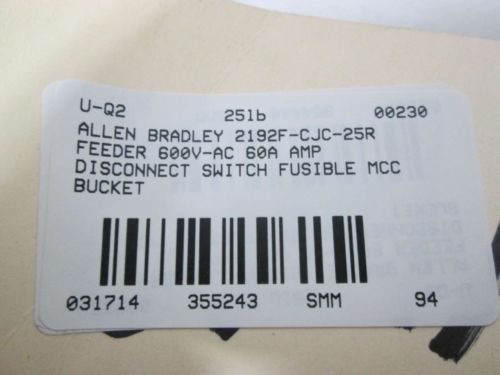 U-Q2 25lb 00230
ALLEN BRADLEY 2192F-CJC-25R
FEEDER 600V-AC 60A AMP
DISCONNECT SWITCH FUSIBLE MCC
BUCKET
031714 355243 SMM 94